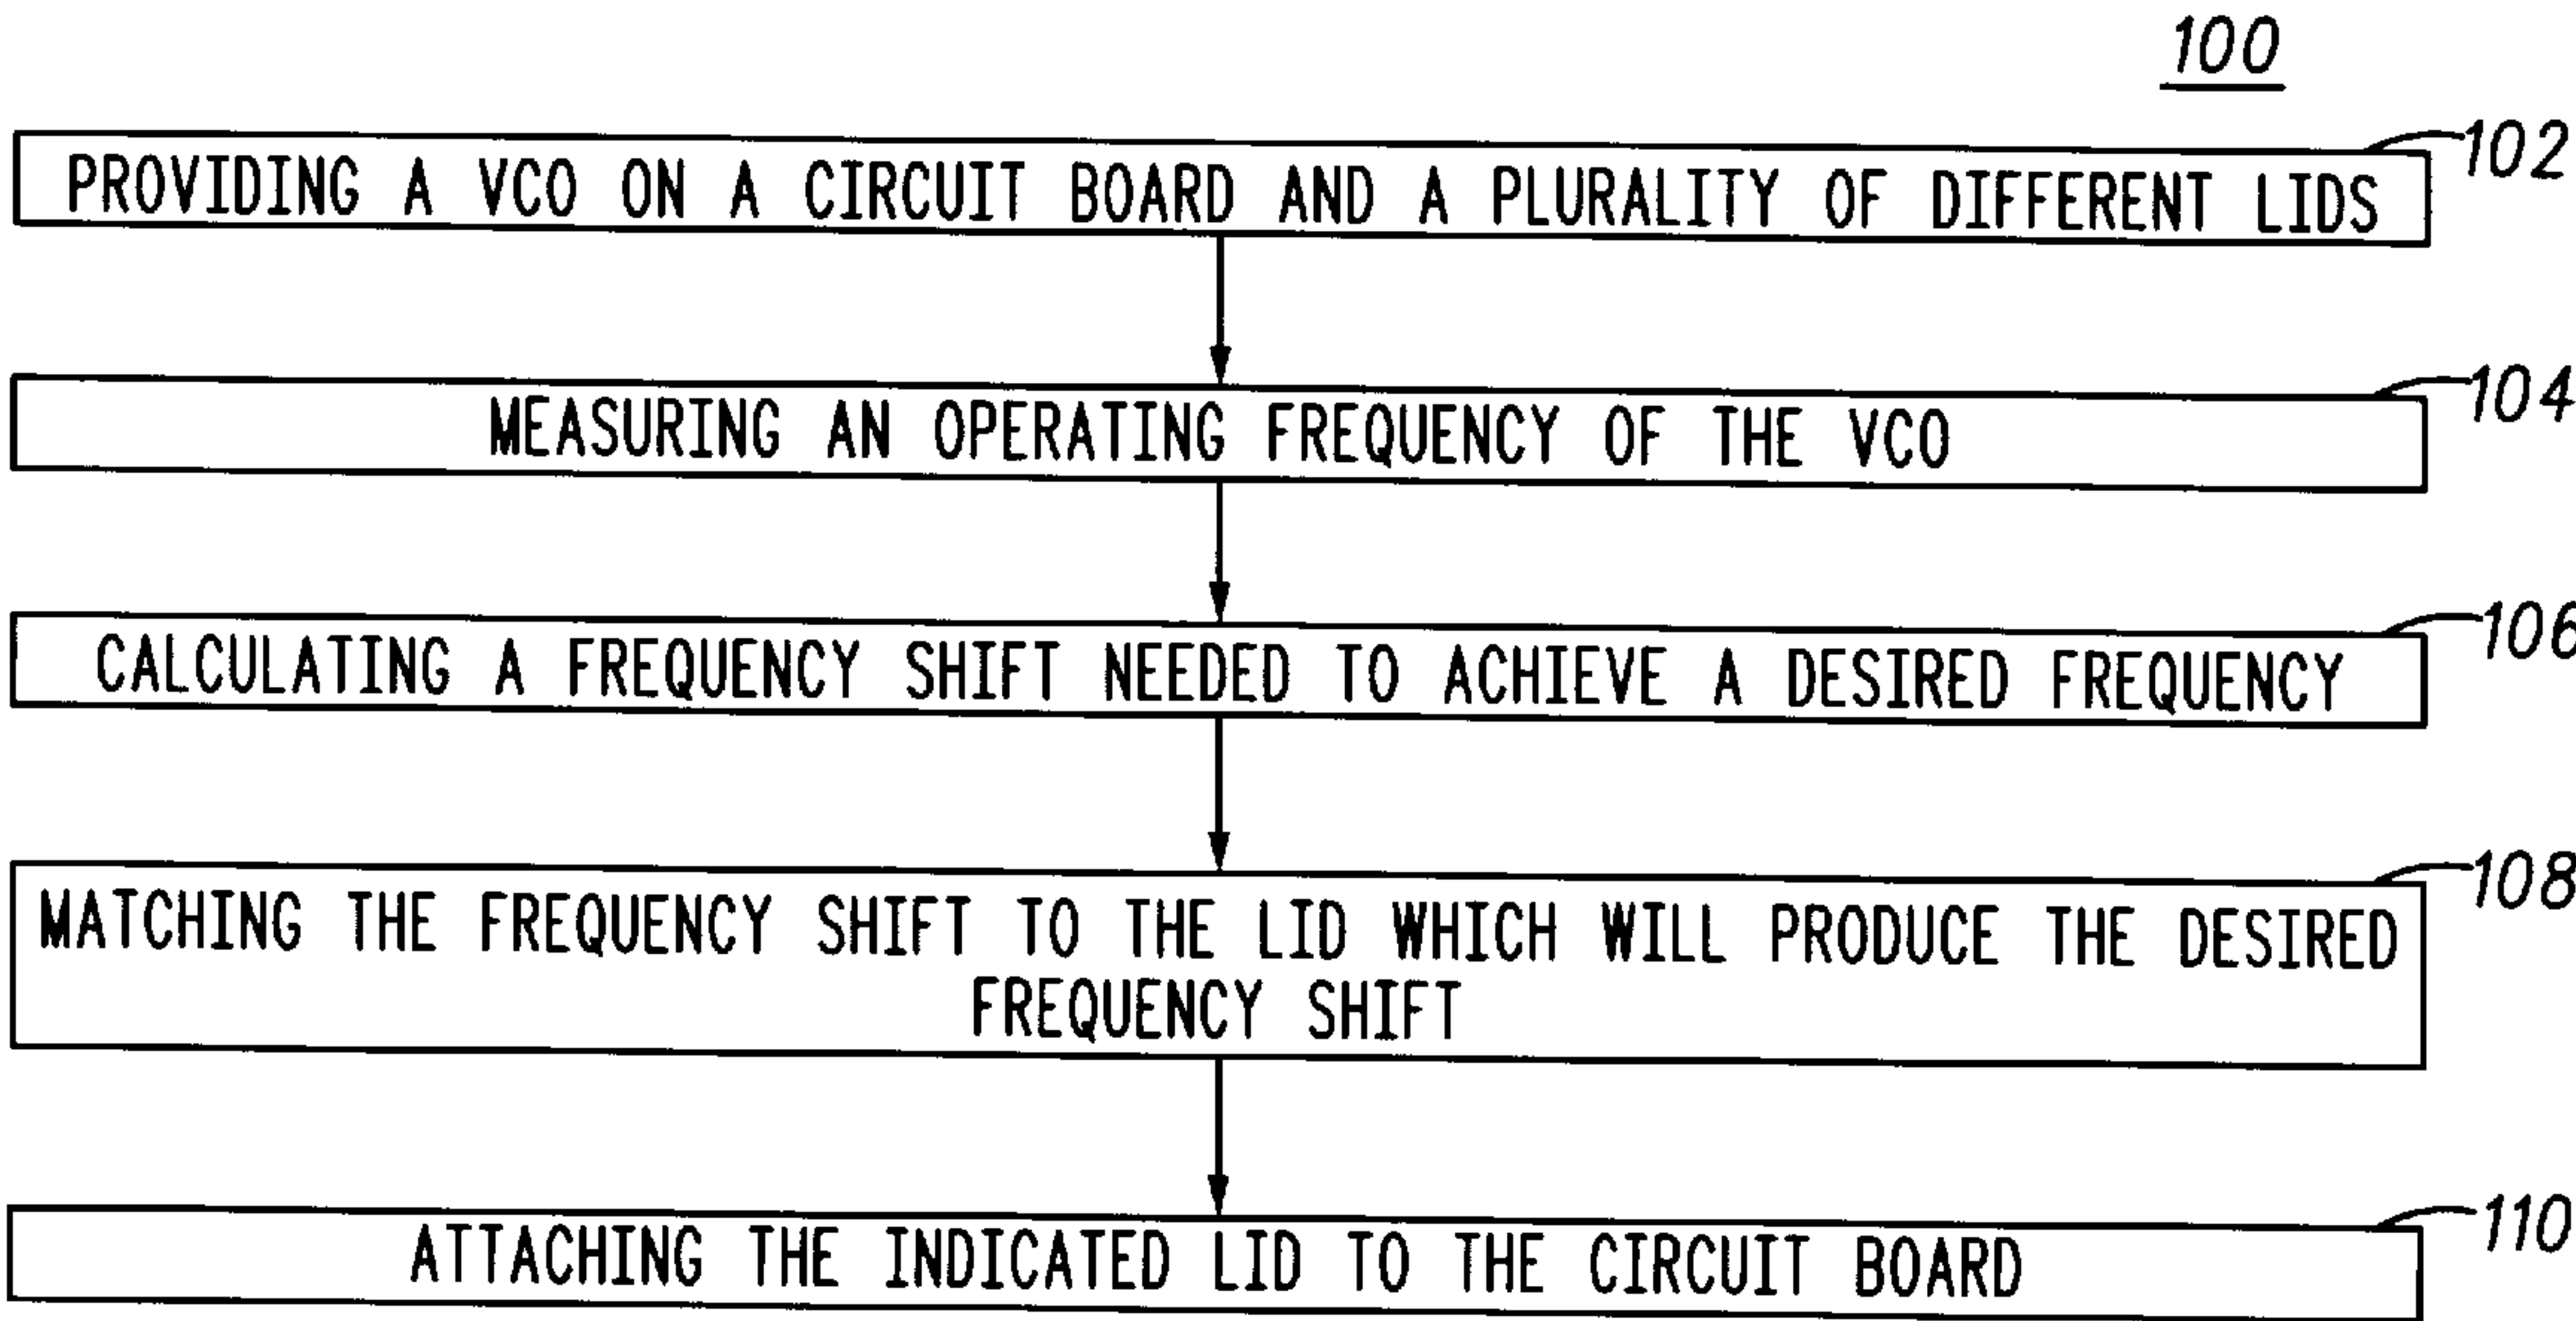 100
PROVIDING A VCO ON A CIRCUIT BOARD AND A PLURALITY OF DIFFERENT LIDS
102
MEASURING AN OPERATING FREQUENCY OF THE VCO
104
CALCULATING A FREQUENCY SHIFT NEEDED TO ACHIEVE A DESIRED FREQUENCY
106
MATCHING THE FREQUENCY SHIFT TO THE LID WHICH WILL PRODUCE THE DESIRED
FREQUENCY SHIFT
108
ATTACHING THE INDICATED LID TO THE CIRCUIT BOARD
110